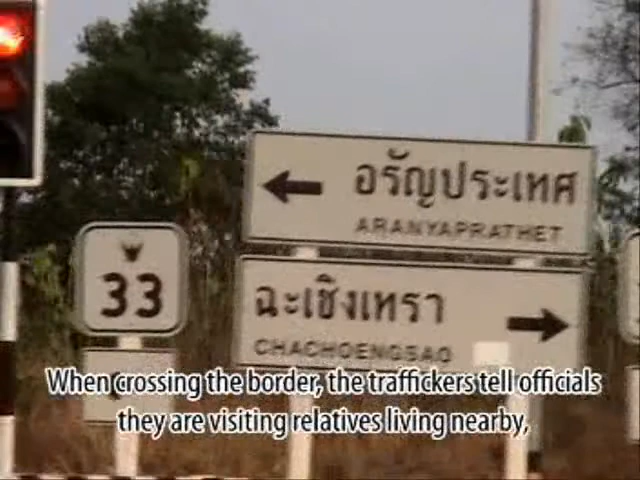 อรัญประเทศ
ARANYAPRATHET
33
ฉะเชิงเทรา
CHACHOENGSAO
When crossing the border, the traffickers tell officials
they are visiting relatives living nearby,